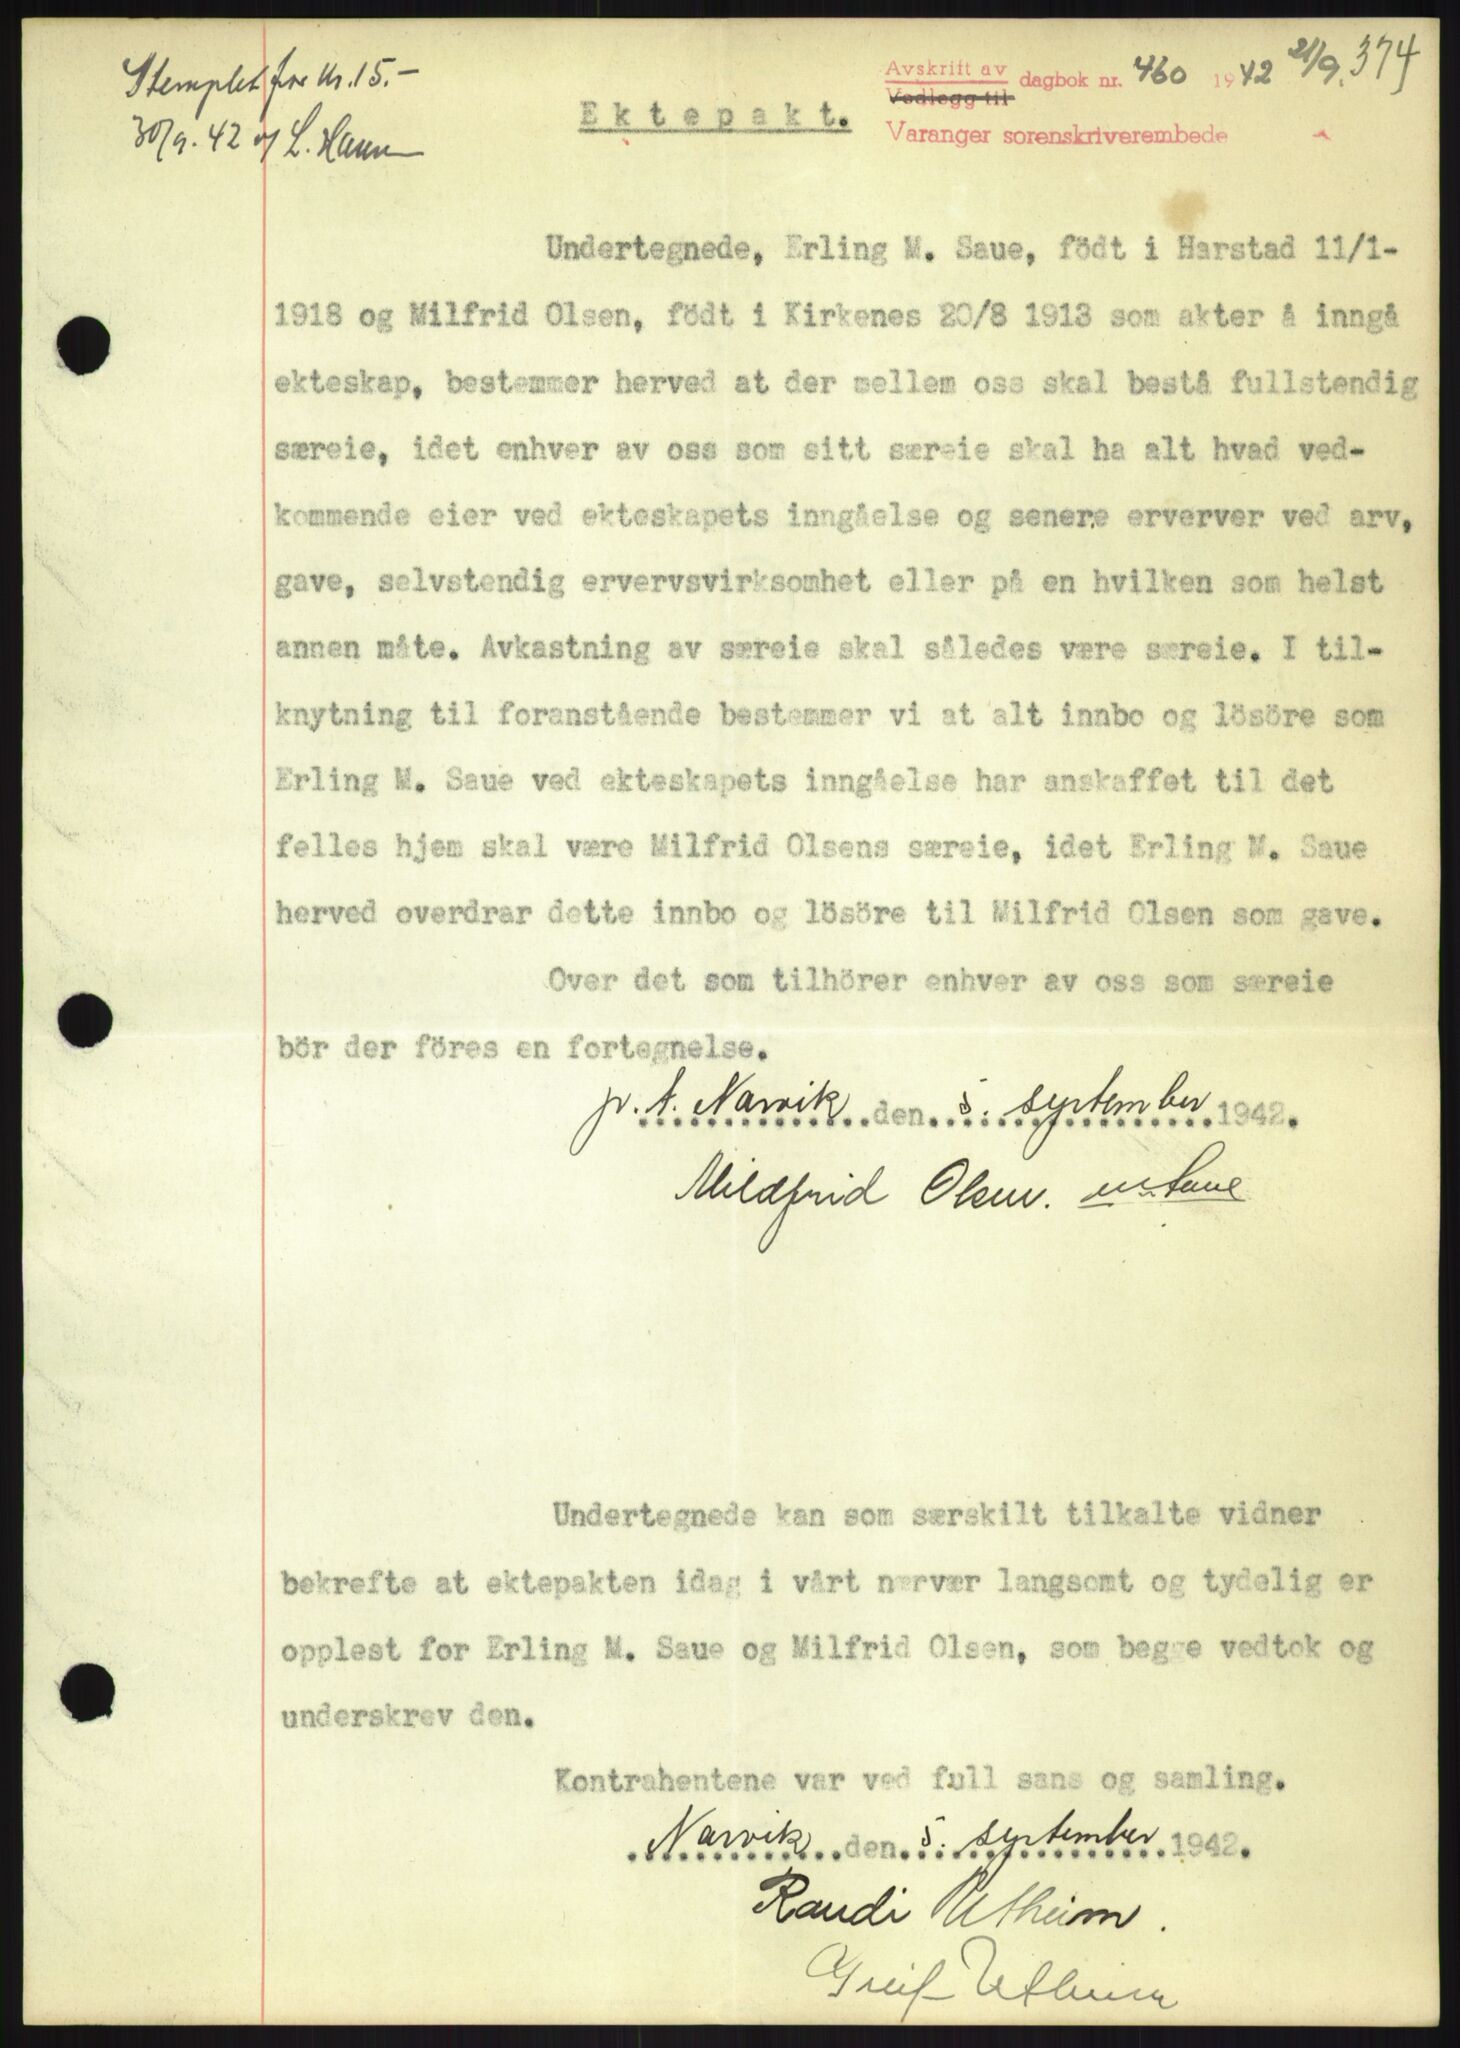 Stemplet for kr. 15.-
30/9. 42 L. Haun
Avskrift av
Vedlegg til dagbok nr. 460 1942 21/9. 374
Varanger sorenskriverembede
Ektepakt.
Undertegnede, Erling M. Saue, födt i Harstad 11/1-
1918 og Milfrid Olsen, födt i Kirkenes 20/8 1913 som akter å inngå
ekteskap, bestemmer herved at der mellem oss skal bestå fullstendig
særeie, idet enhver av oss som sitt særeie skal ha alt hvad ved-
kommende eier ved ekteskapets inngåelse og senere erverver ved arv,
gave, selvstendig ervervsvirksomhet eller på en hvilken som helst
annen måte. Avkastning av særeie skal således være særeie. I til-
knytning til foranstående bestemmer vi at alt innbo og lösöre som
Erling M. Saue ved ekteskapets inngåelse har anskaffet til det
felles hjem skal være Milfrid Olsens særeie, idet Erling M. Saue
herved overdrar dette innbo og lösöre til Milfrid Olsen som gave.
Over det som tilhörer enhver av oss som særeie
bör der föres en fortegnelse.
p.t. Narvik den 5. september 1942.
Mildfrid Olsen. Saue
Undertegnede kan som særskilt tilkalte vidner
bekrefte at ektepakten idag i vårt nærvær langsomt og tydelig er
opplest for Erling M. Saue og Milfrid Olsen, som begge vedtok og
underskrev den.
Kontrahentene var ved full sans og samling.
Narvik den 5. september 1942.
Randi Utheim.
Greif Utheim